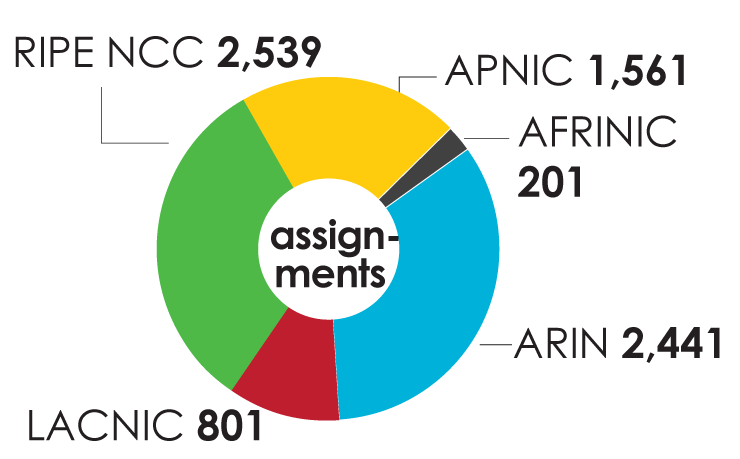 RIPE NCC 2,539
APNIC 1,561
AFRINIC
201
assign-
ments
ARIN 2,441
LACNIC 801